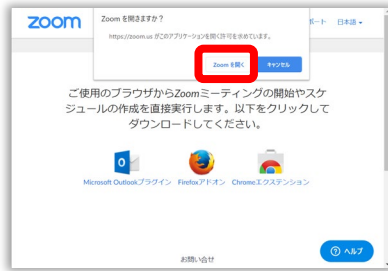 zoom
Zoom を開きますか？
https://zoom.us がこのアプリケーションを開く許可を求めています。
Zoom を開く キャンセル
ポート 日本語
ご使用のブラウザからZoomミーティングの開始やスケ
ジュールの作成を直接実行します。以下をクリックして
ダウンロードしてください。
Microsoft Outlookプラグイン Firefoxアドオン Chromeエクステンション
お問い合せ
ヘルプ